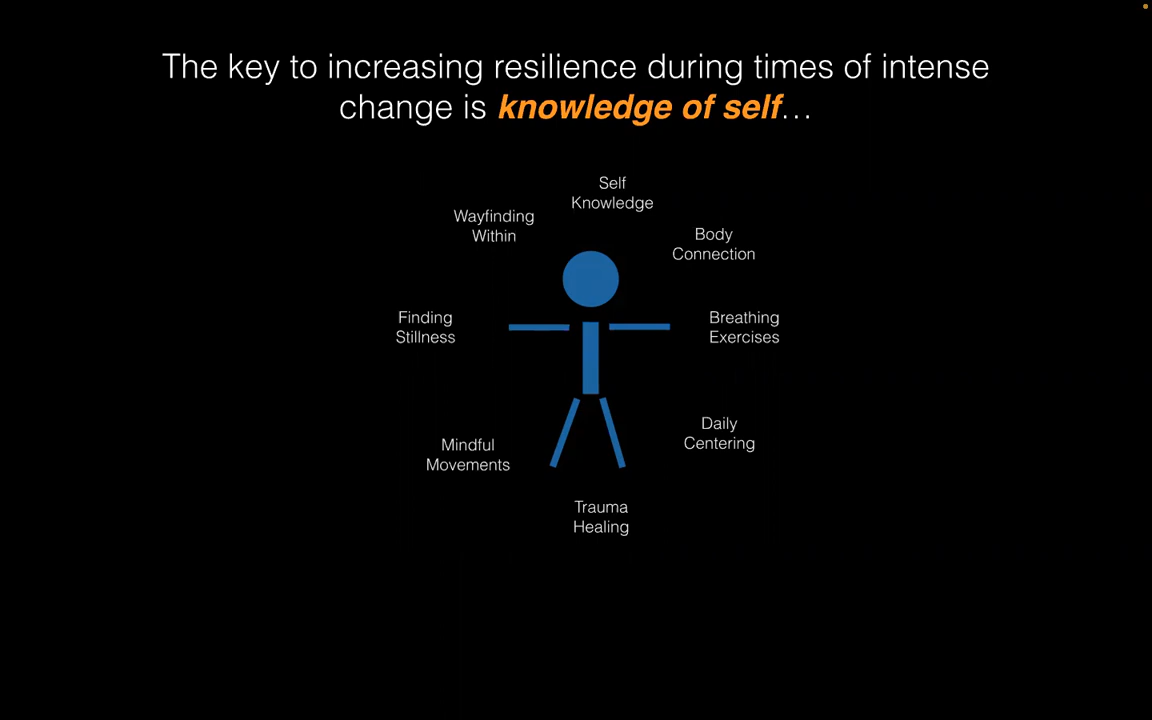 The key to increasing resilience during times of intense
change is knowledge of self…
Self
Knowledge
Wayfinding
Within
Body
Connection
Finding
Stillness
Breathing
Exercises
Daily
Centering
Mindful
Movements
Trauma
Healing